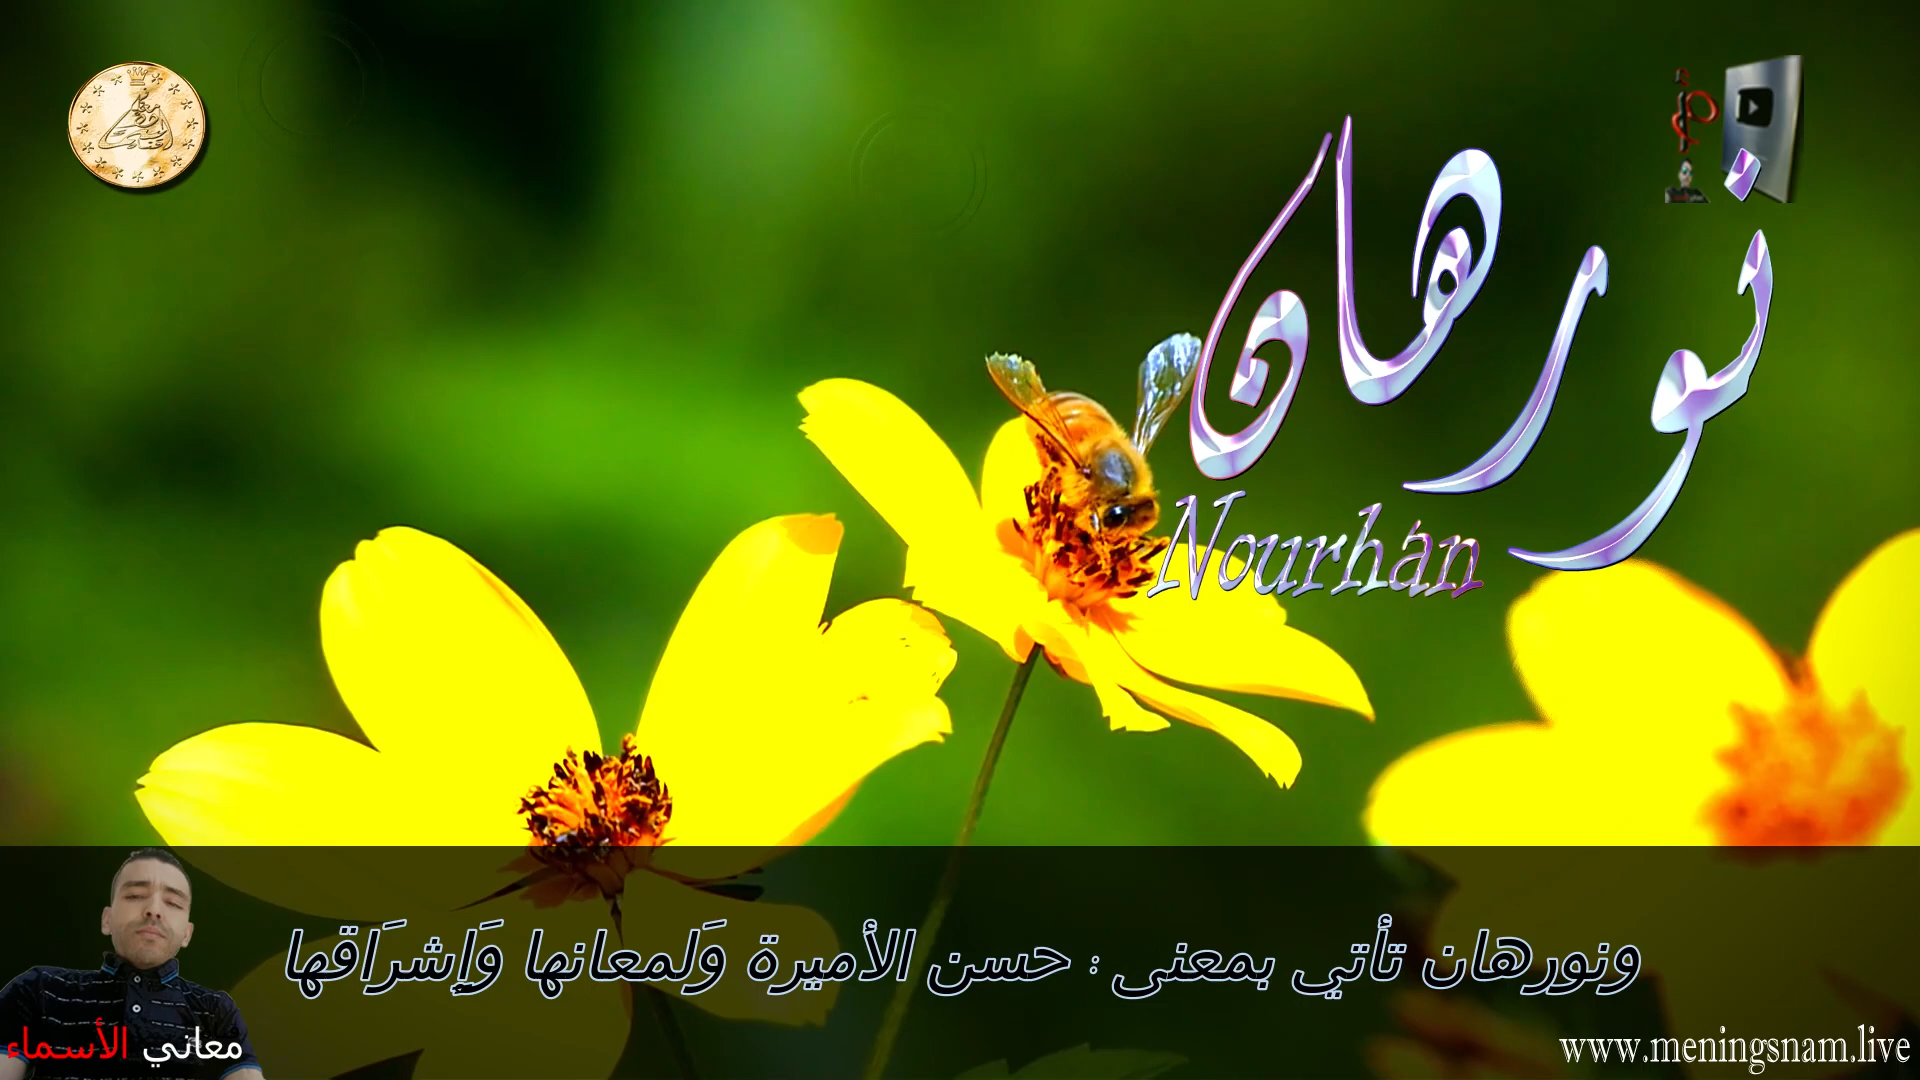 نورهان
Nourhan
ونورهان تأتي بمعنى : حسن الأميرة وَلمعانها وَإشرَاقها
معاني الأسماء
www.meningsnam.live